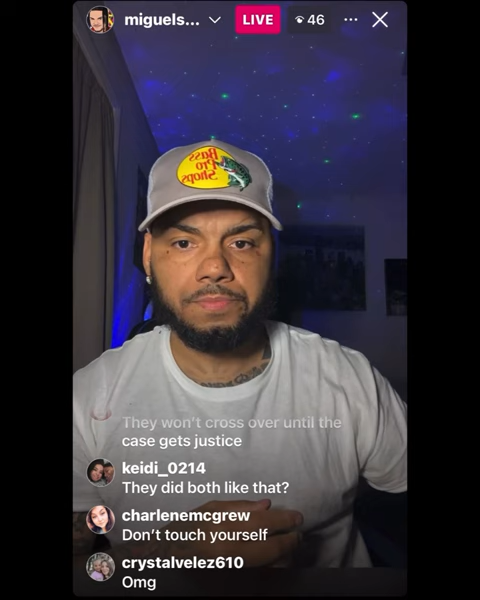 miguels...
LIVE
46
Bass
Pro
Shops
They won't cross over until the
case gets justice
keidi_0214
They did both like that?
charlenemcgrew
Don't touch yourself
crystalvelez610
Omg